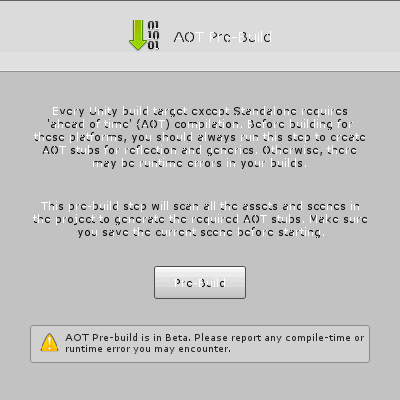 01
10
01
AOT Pre-Build
Every Unity build target except Standalone requires
'ahead of time' (AOT) compilation. Before building for
these platforms, you should always run this step to create
AOT stubs for reflection and generics. Otherwise, there
may be runtime errors in your builds.
This pre-build step will scan all the assets and scenes in
the project to generate the required AOT stubs. Make sure
you save the current scene before starting.
Pre-Build
AOT Pre-build is in Beta. Please report any compile-time or
runtime error you may encounter.